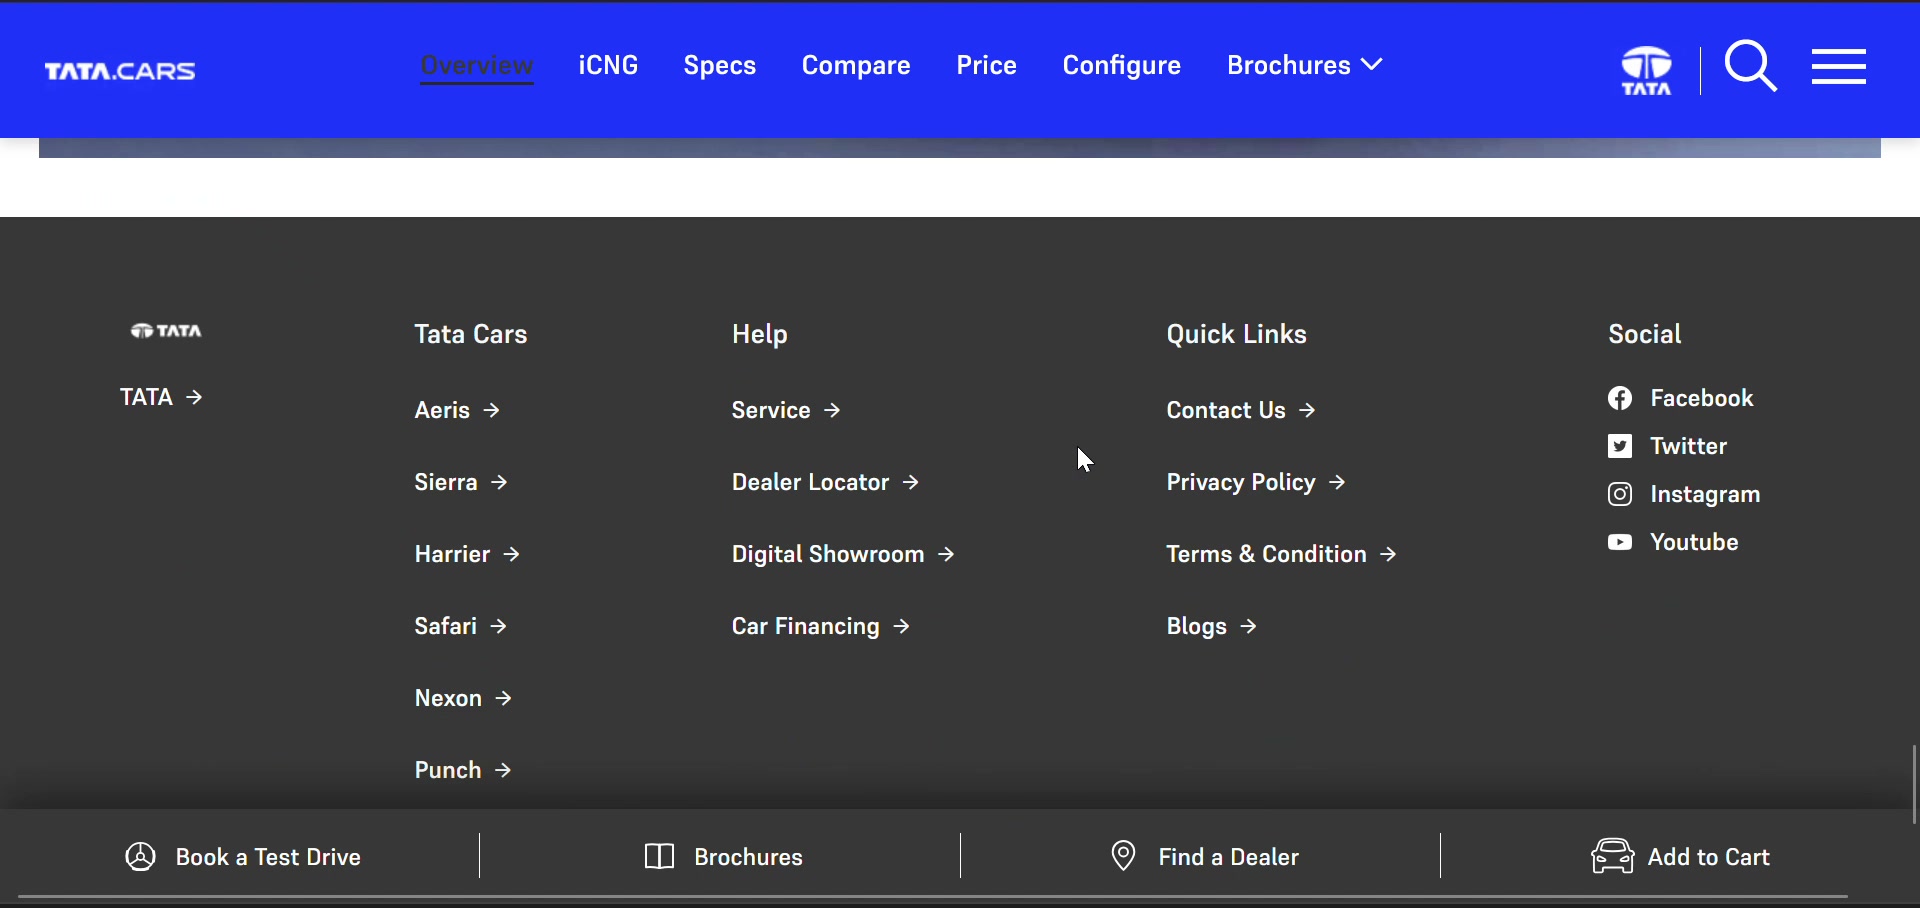 TATA.CARS
Overview iCNG Specs Compare Price Configure Brochures
TATA
TATA
TATA
Tata Cars
Aeris
Sierra
Harrier
Safari
Nexon
Punch
Help
Service
Dealer Locator
Digital Showroom
Car Financing
Quick Links
Contact Us
Privacy Policy
Terms & Condition
Blogs
Social
Facebook
Twitter
Instagram
Youtube
Book a Test Drive
Brochures
Find a Dealer
Add to Cart